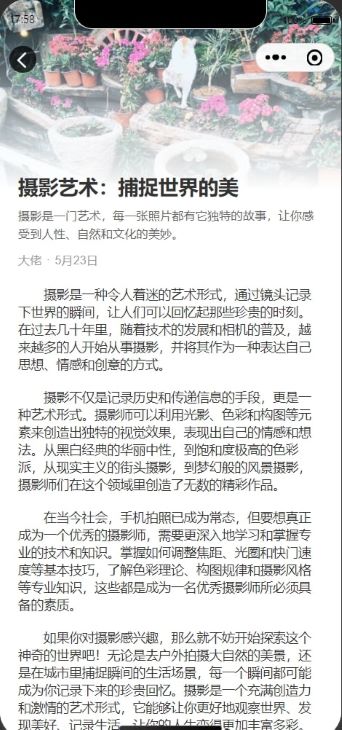 17:58
100%
摄影艺术：捕捉世界的美
摄影是一门艺术，每一张照片都有它独特的故事，让你感
受到人性、自然和文化的美妙。
大佬 · 5月23日
摄影是一种令人着迷的艺术形式，通过镜头记录
下世界的瞬间，让人们可以回忆起那些珍贵的时刻。
在过去几十年里，随着技术的发展和相机的普及，越
来越多的人开始从事摄影，并将其作为一种表达自己
思想、情感和创意的方式。
摄影不仅是记录历史和传递信息的手段，更是一
种艺术形式。摄影师可以利用光影、色彩和构图等元
素来创造出独特的视觉效果，表现出自己的情感和想
法。从黑白经典的华丽中性，到饱和度极高的色彩
派，从现实主义的街头摄影，到梦幻般的风景摄影，
摄影师们在这个领域里创造了无数的精彩作品。
在当今社会，手机拍照已成为常态，但要想真正
成为一个优秀的摄影师，需要更深入地学习和掌握专
业的技术和知识。掌握如何调整焦距、光圈和快门速
度等基本技巧，了解色彩理论、构图规律和摄影风格
等专业知识，这些都是成为一名优秀摄影师所必须具
备的素质。
如果你对摄影感兴趣，那么就不妨开始探索这个
神奇的世界吧！无论是去户外拍摄大自然的美景，还
是在城市里捕捉瞬间的生活场景，每一个瞬间都可能
成为你记录下来的珍贵回忆。摄影是一个充满创造力
和激情的艺术形式，它能够让你更好地观察世界、发
现美好、记录生活，让你的人生变得更加丰富多彩。